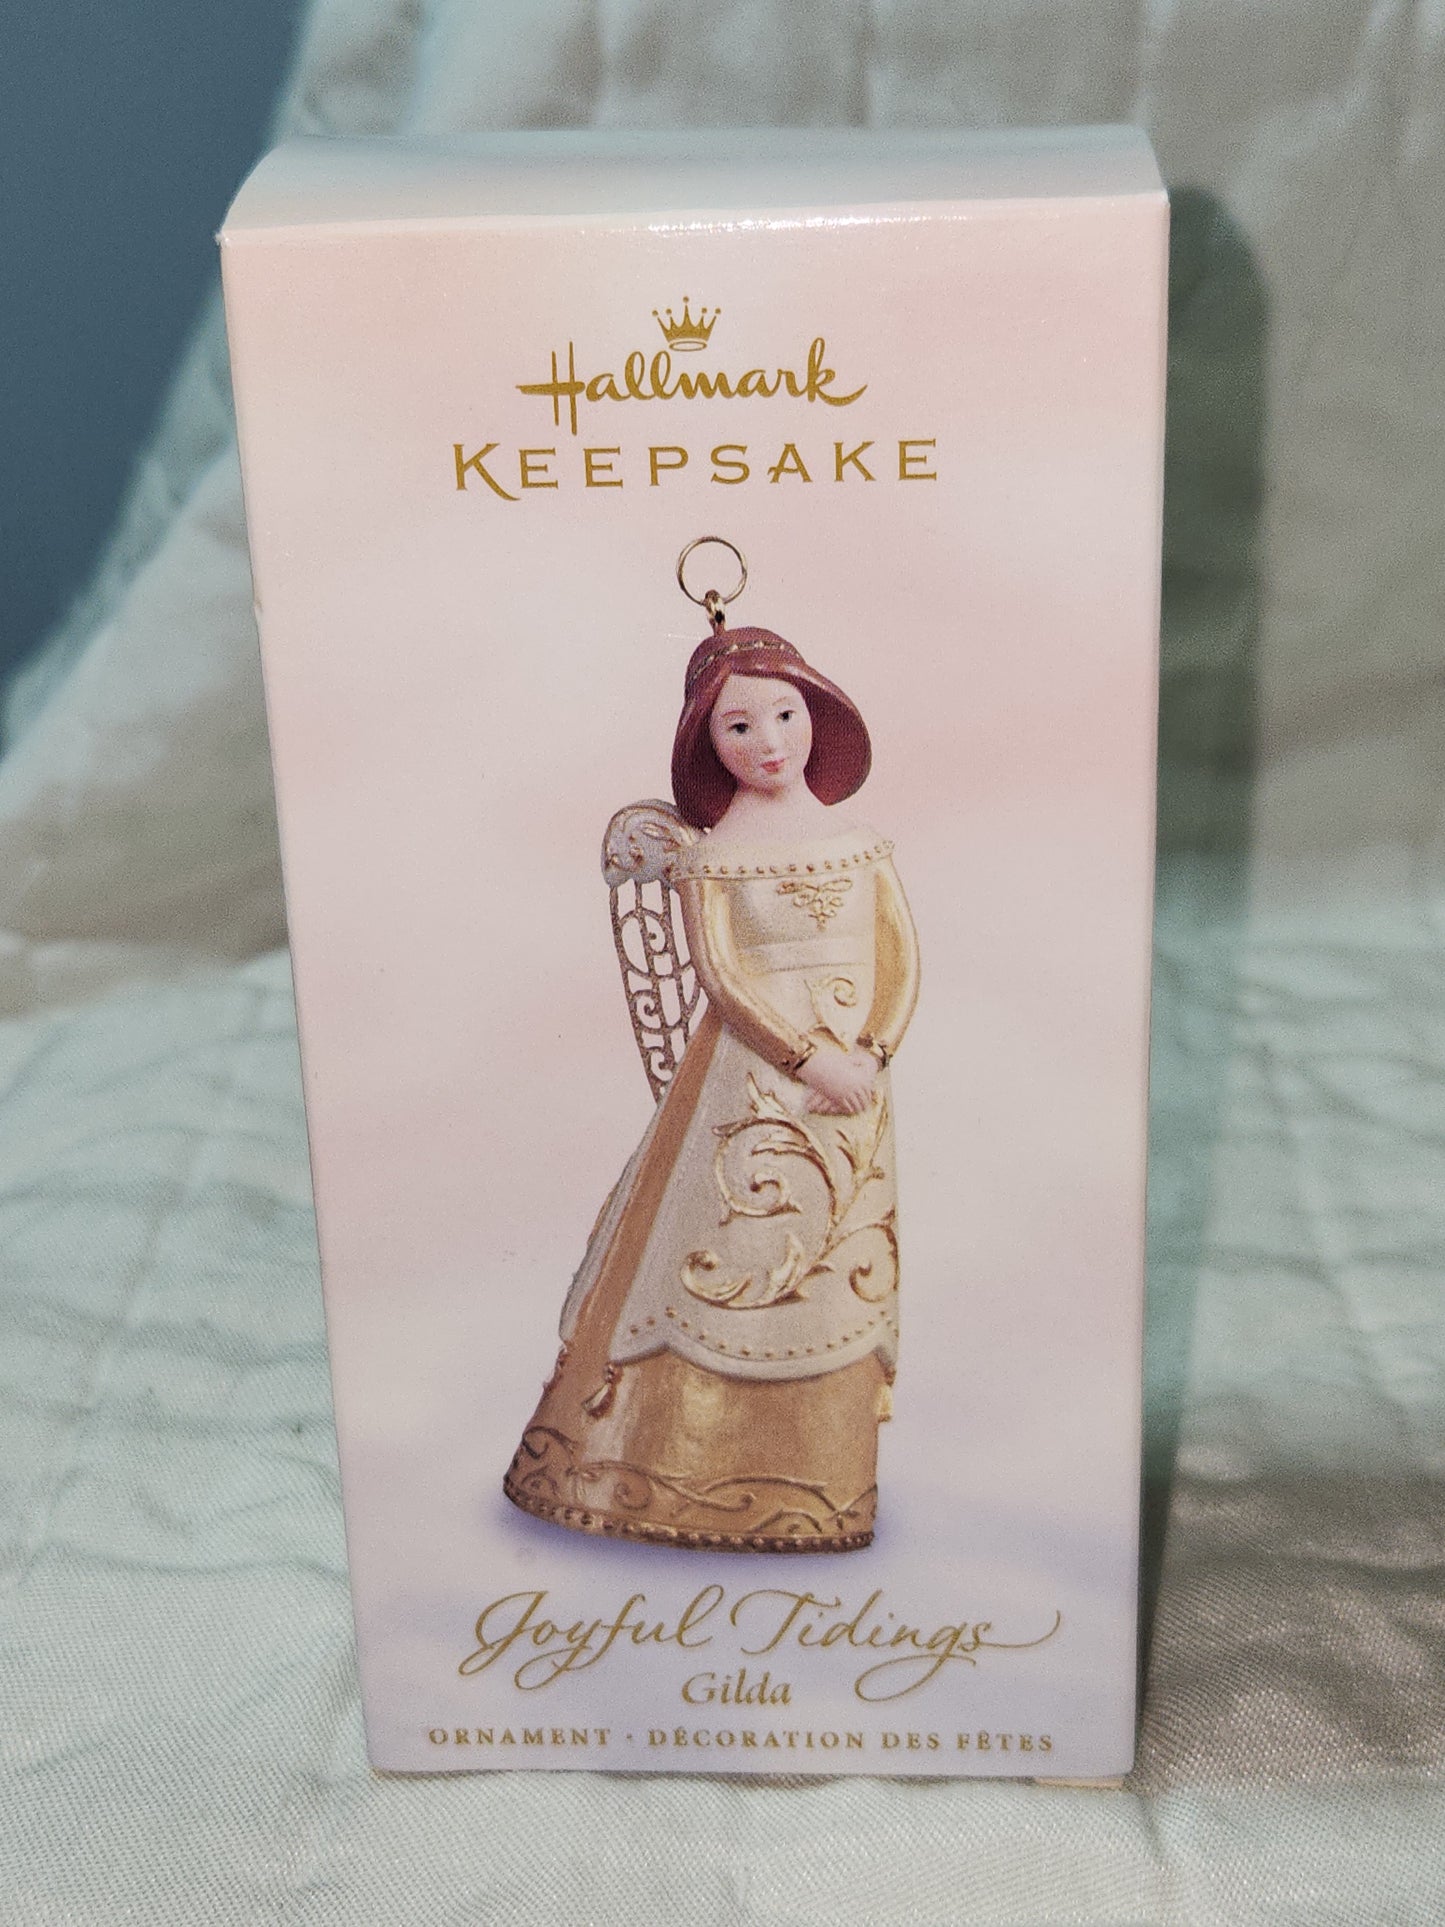 Hallmark
KEEPSAKE
Joyful Tidings
Gilda
ORNAMENT · DÉCORATION DES FÊTES